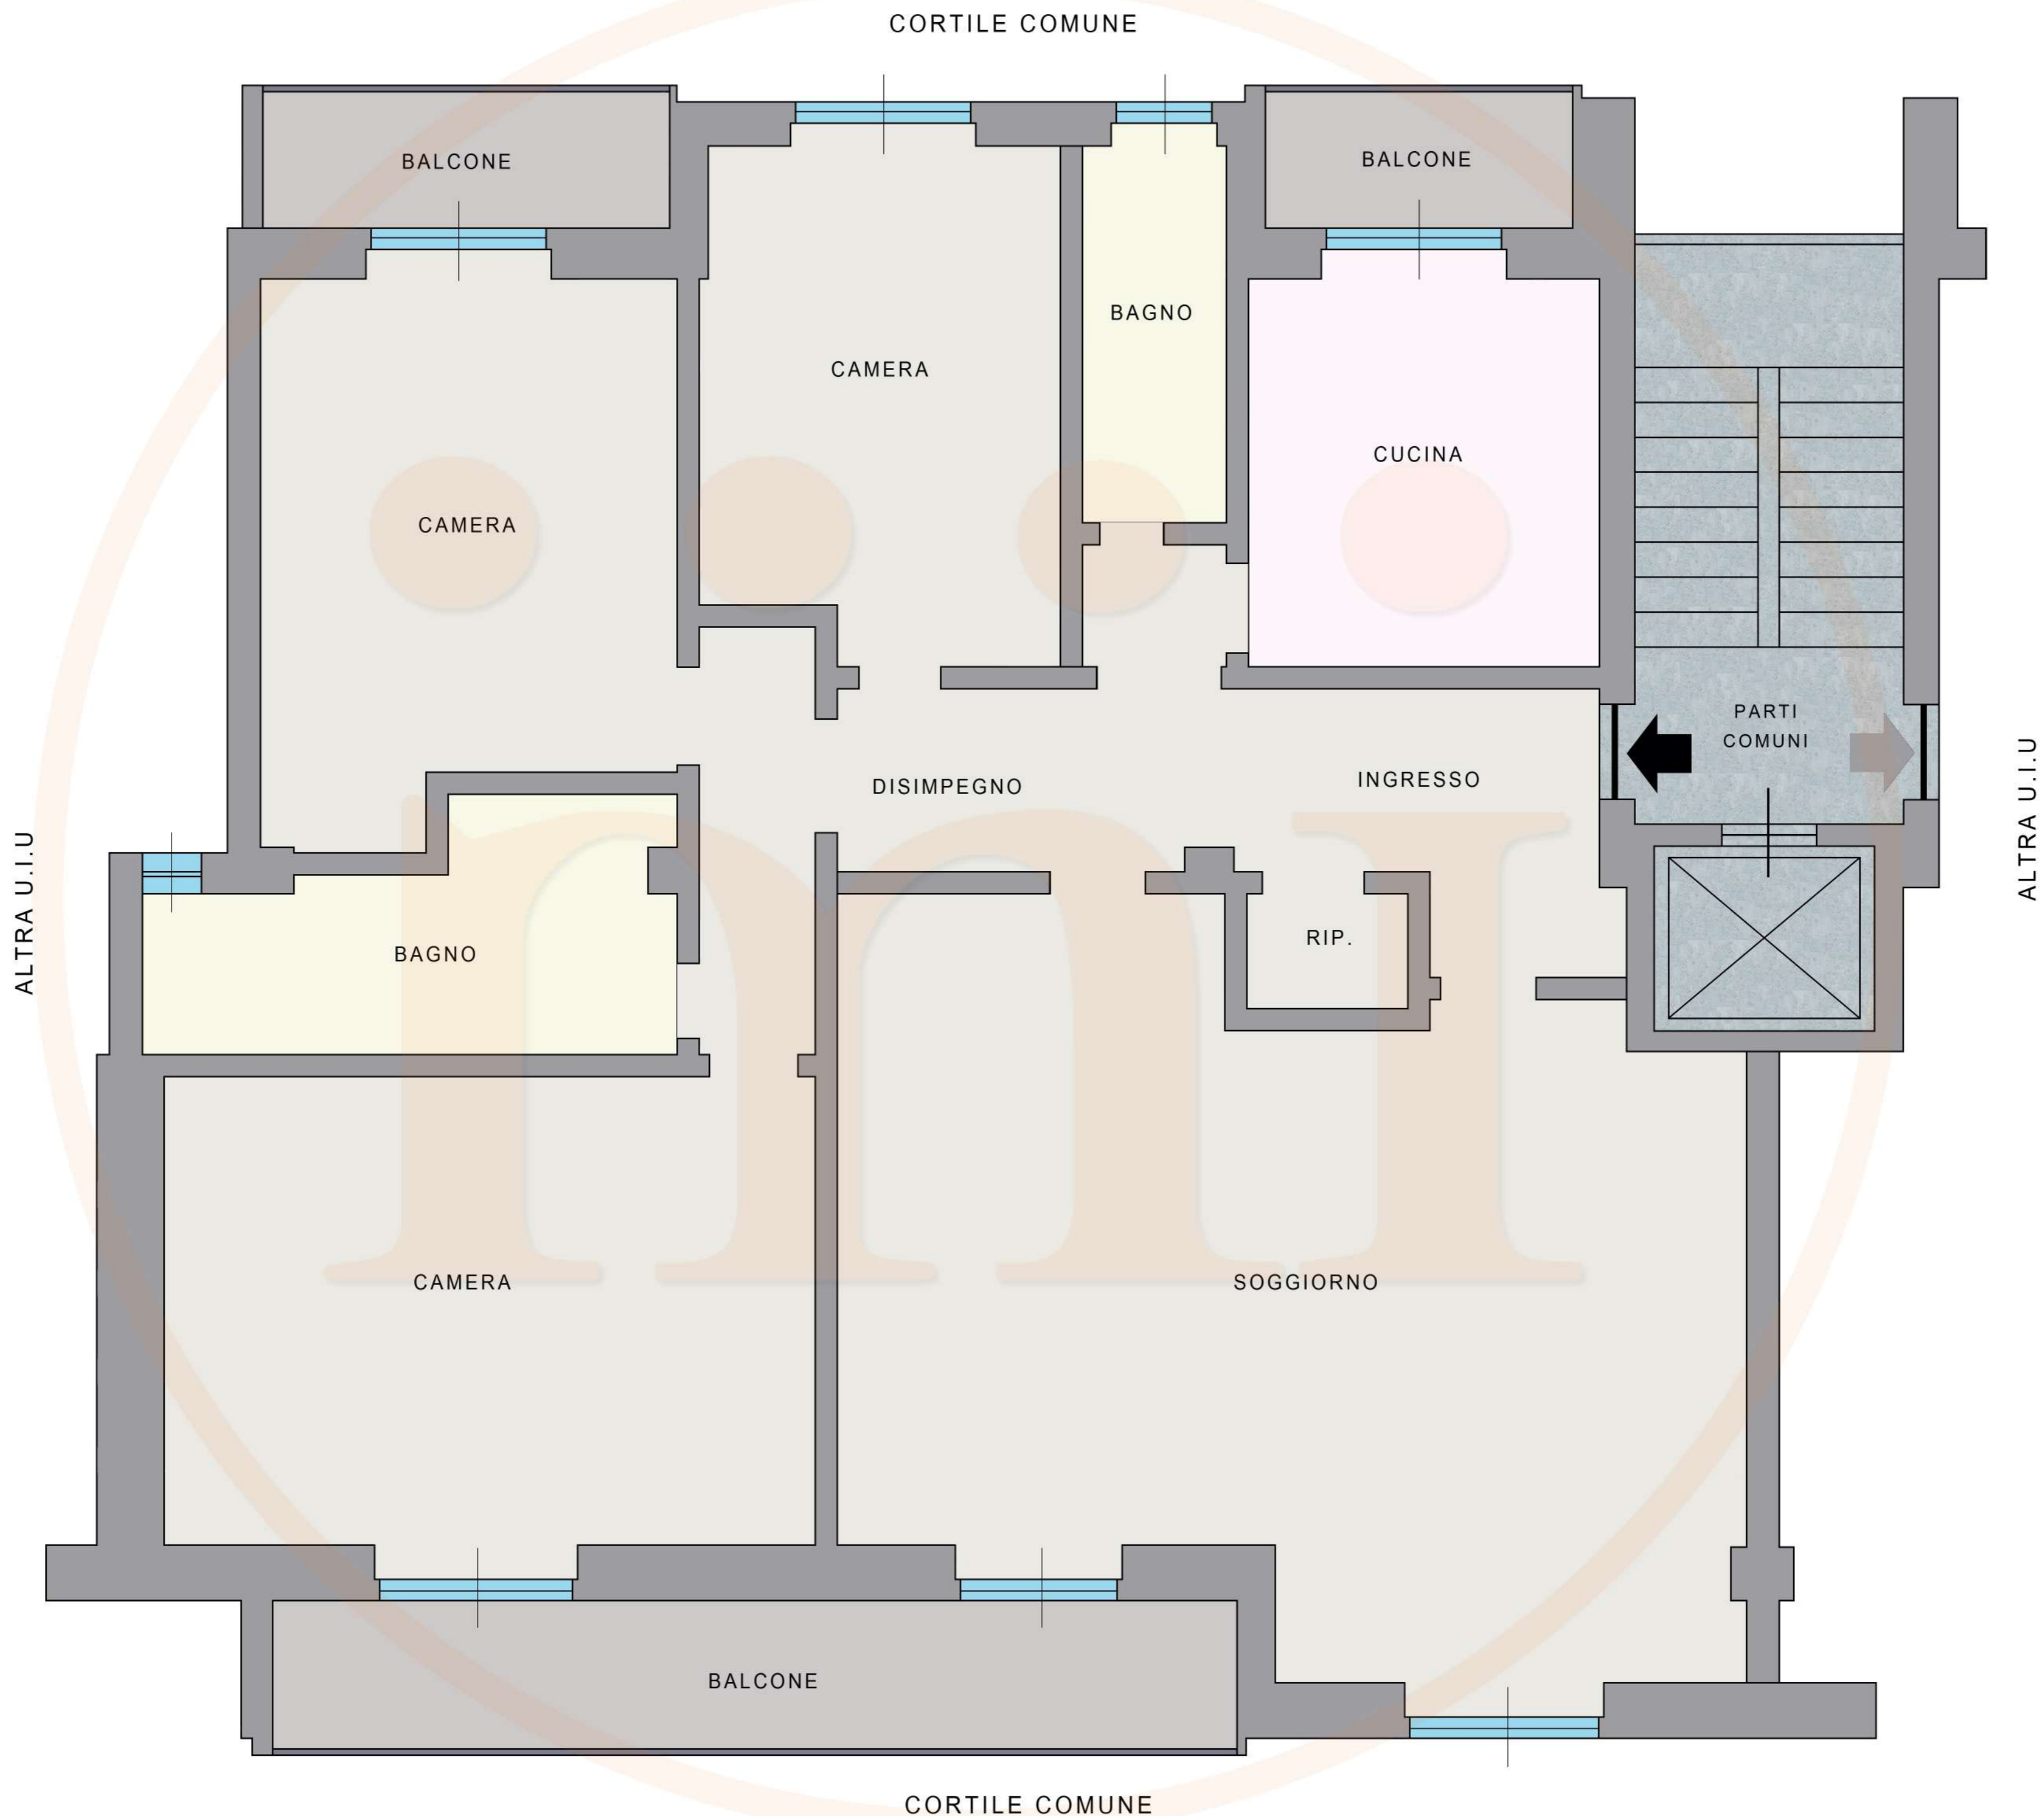 CORTILE COMUNE
BALCONE
BALCONE
BAGNO
CAMERA
CUCINA
CAMERA
PARTI
COMUNI
DISIMPEGNO
INGRESSO
ALTRA U.I.U
ALTRA U.I.U
BAGNO
RIP.
CAMERA
SOGGIORNO
BALCONE
CORTILE COMUNE